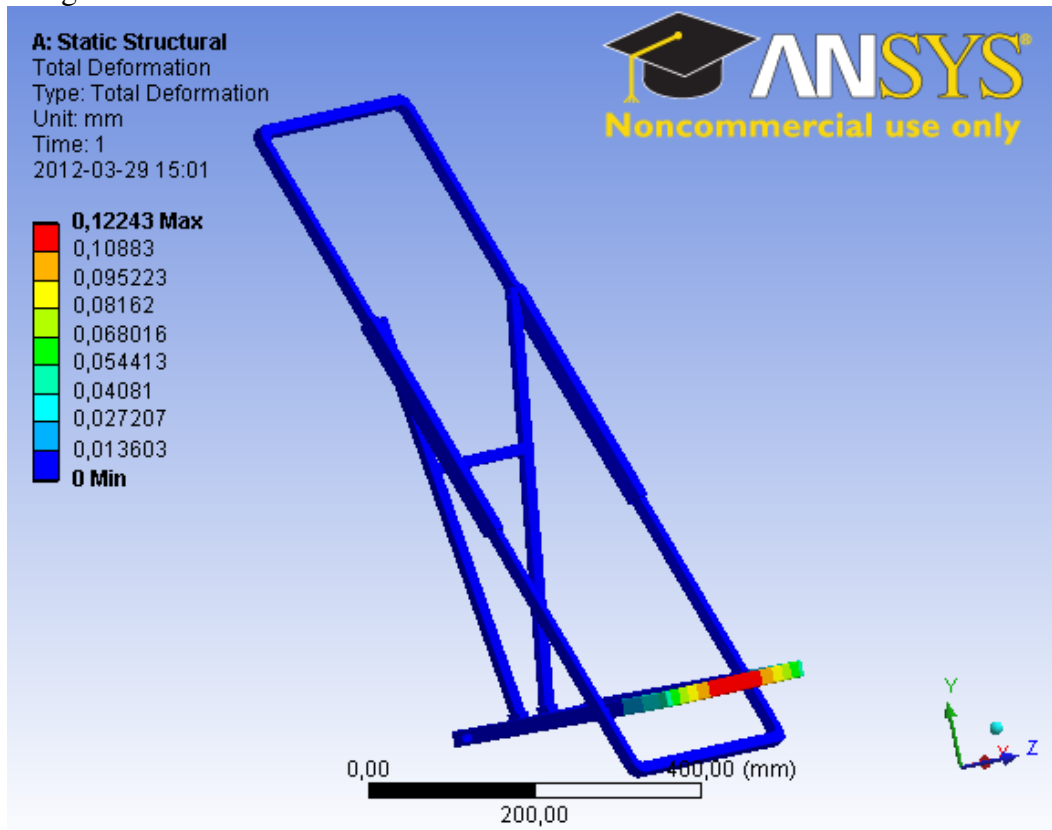 A: Static Structural
Total Deformation
Type: Total Deformation
Unit: mm
Time: 1
2012-03-29 15:01
ANSYS®
Noncommercial use only
0,12243 Max
0,10883
0,095223
0,08162
0,068016
0,054413
0,04081
0,027207
0,013603
0 Min
0,00
400,00 (mm)
200,00
Y
X
Z